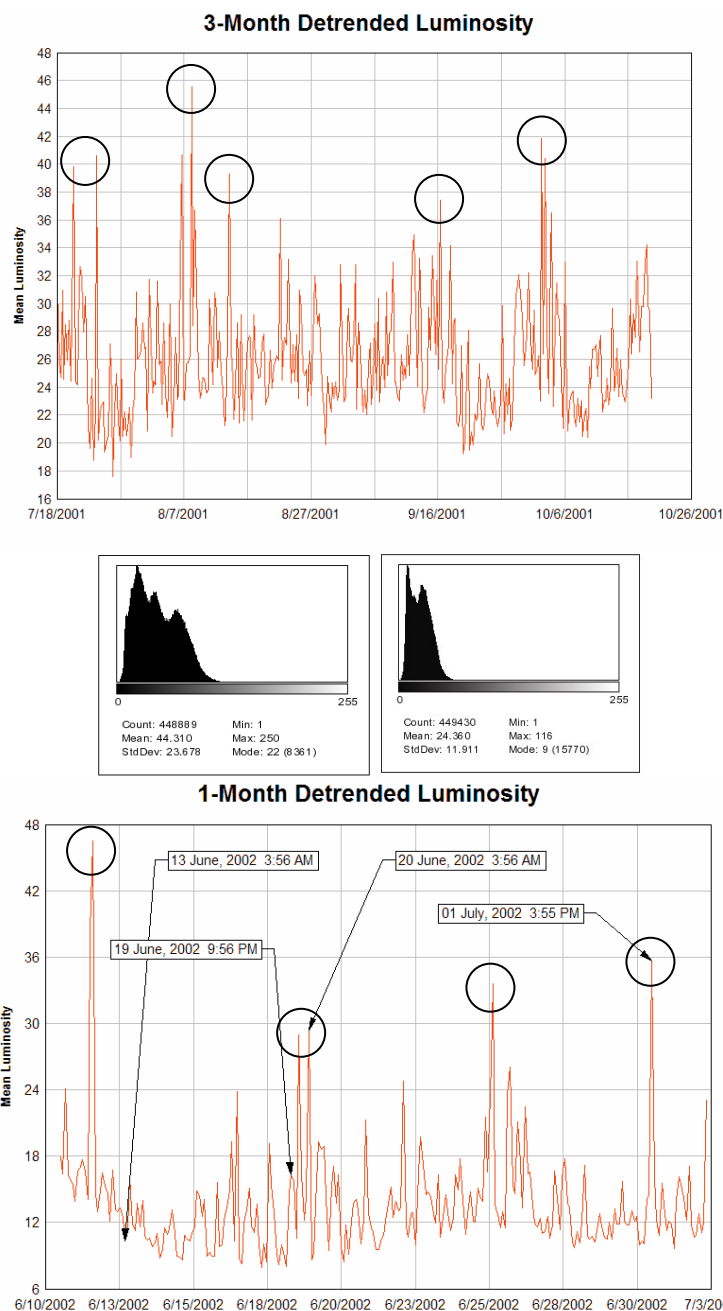 3-Month Detrended Luminosity
48
46
44
42
40
38
36
34
32
30
28
26
24
22
20
18
16
Mean Luminosity
7/18/2001 8/7/2001 8/27/2001 9/16/2001 10/6/2001 10/26/2001
0 255
Count: 448889 Min: 1
Mean: 44.310 Max: 250
StdDev: 23.678 Mode: 22 (8361)
0 255
Count: 449430 Min: 1
Mean: 24.360 Max: 116
StdDev: 11.911 Mode: 9 (15770)
1-Month Detrended Luminosity
48
42
36
30
24
18
12
6
Mean Luminosity
13 June, 2002 3:56 AM
20 June, 2002 3:56 AM
01 July, 2002 3:55 PM
19 June, 2002 9:56 PM
6/10/2002 6/13/2002 6/15/2002 6/18/2002 6/20/2002 6/23/2002 6/25/2002 6/28/2002 6/30/2002 7/3/20